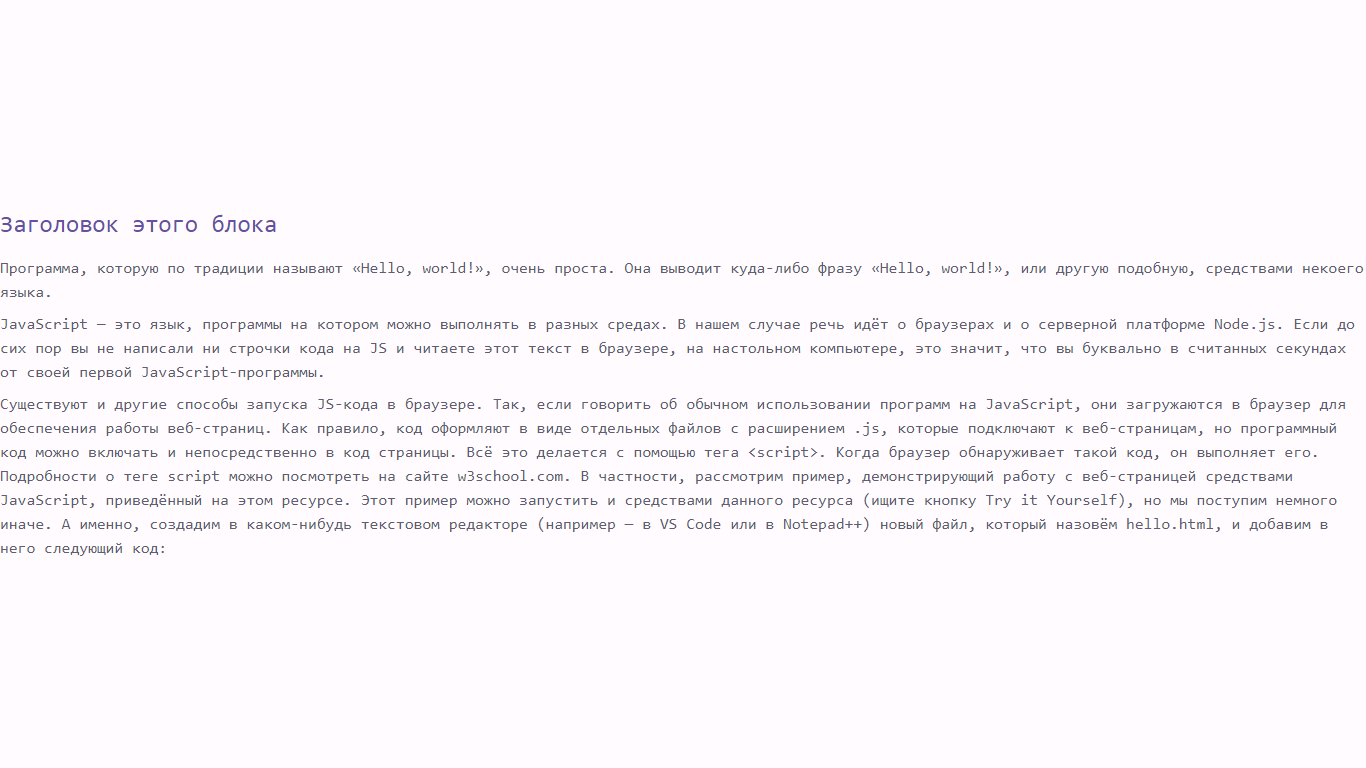 Заголовок этого блока
Программа, которую по традиции называют «Hello, world!», очень проста. Она выводит куда-либо фразу «Hello, world!», или другую подобную, средствами некоего
языка.
JavaScript — это язык, программы на котором можно выполнять в разных средах. В нашем случае речь идёт о браузерах и о серверной платформе Node.js. Если до
сих пор вы не написали ни строчки кода на JS и читаете этот текст в браузере, на настольном компьютере, это значит, что вы буквально в считанных секундах
от своей первой JavaScript-программы.
Существуют и другие способы запуска JS-кода в браузере. Так, если говорить об обычном использовании программ на JavaScript, они загружаются в браузер для
обеспечения работы веб-страниц. Как правило, код оформляют в виде отдельных файлов с расширением .js, которые подключают к веб-страницам, но программный
код можно включать и непосредственно в код страницы. Всё это делается с помощью тега <script>. Когда браузер обнаруживает такой код, он выполняет его.
Подробности о теге script можно посмотреть на сайте w3school.com. В частности, рассмотрим пример, демонстрирующий работу с веб-страницей средствами
JavaScript, приведённый на этом ресурсе. Этот пример можно запустить и средствами данного ресурса (ищите кнопку Try it Yourself), но мы поступим немного
иначе. А именно, создадим в каком-нибудь текстовом редакторе (например — в VS Code или в Notepad++) новый файл, который назовём hello.html, и добавим в
него следующий код: